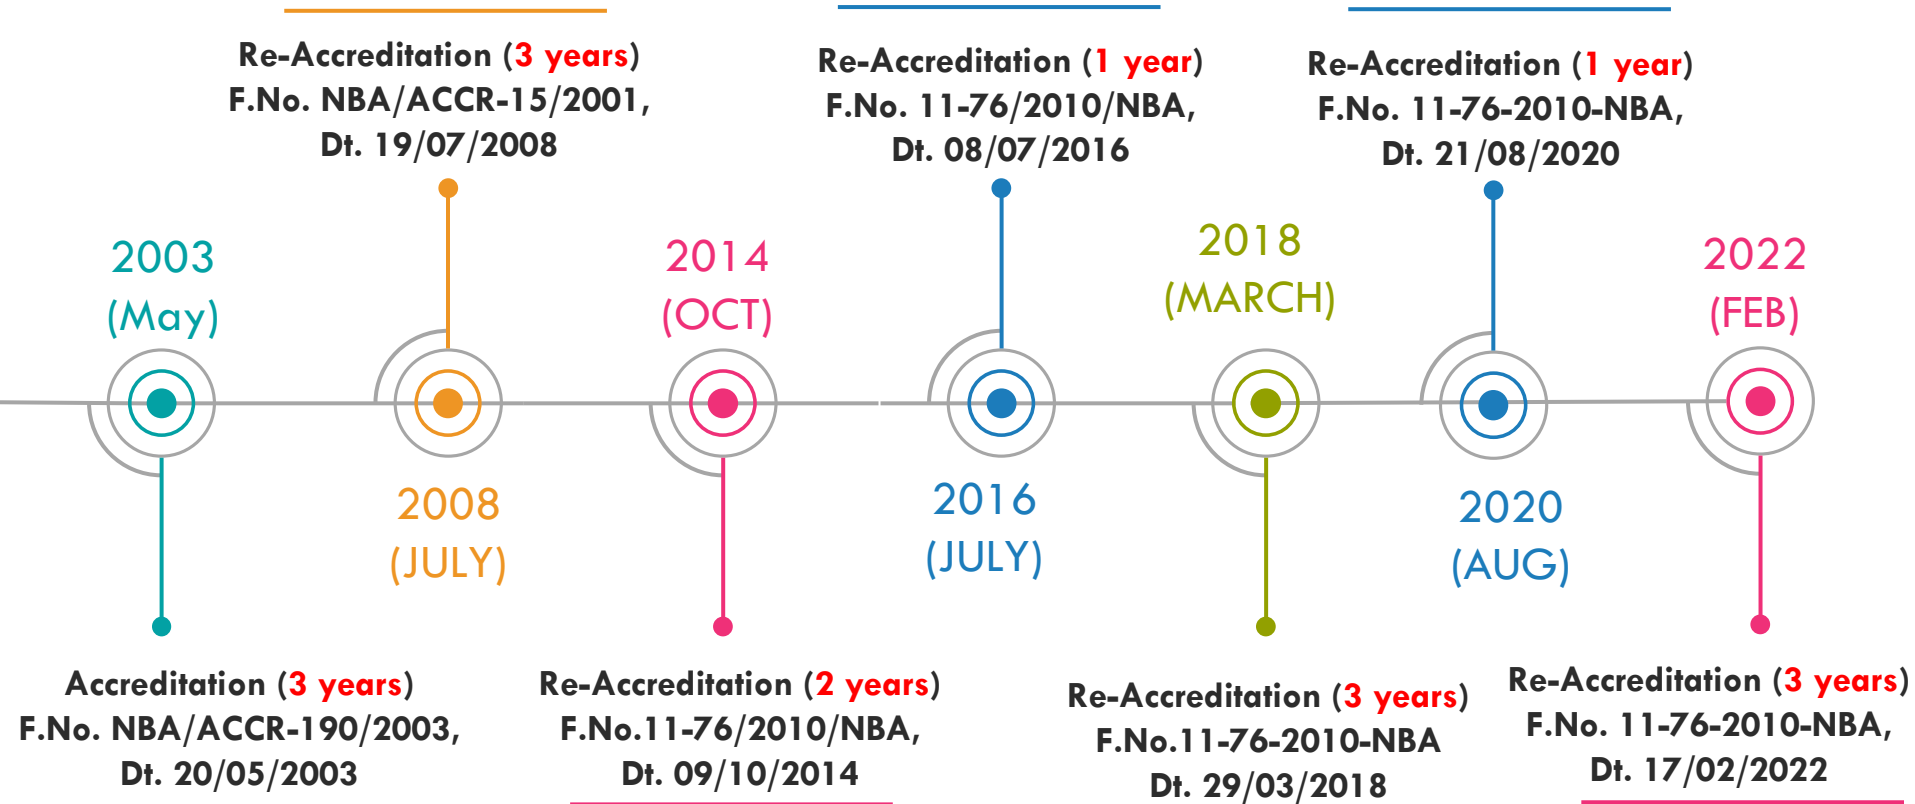 Re-Accreditation (3 years)
F.No. NBA/ACCR-15/2001,
Dt. 19/07/2008
Re-Accreditation (1 year)
F.No. 11-76/2010/NBA,
Dt. 08/07/2016
Re-Accreditation (1 year)
F.No. 11-76-2010-NBA,
Dt. 21/08/2020
2003
(May)
2014
(OCT)
2018
(MARCH)
2022
(FEB)
2008
(JULY)
2016
(JULY)
2020
(AUG)
Accreditation (3 years)
F.No. NBA/ACCR-190/2003,
Dt. 20/05/2003
Re-Accreditation (2 years)
F.No.11-76/2010/NBA,
Dt. 09/10/2014
Re-Accreditation (3 years)
F.No.11-76-2010-NBA
Dt. 29/03/2018
Re-Accreditation (3 years)
F.No. 11-76-2010-NBA,
Dt. 17/02/2022